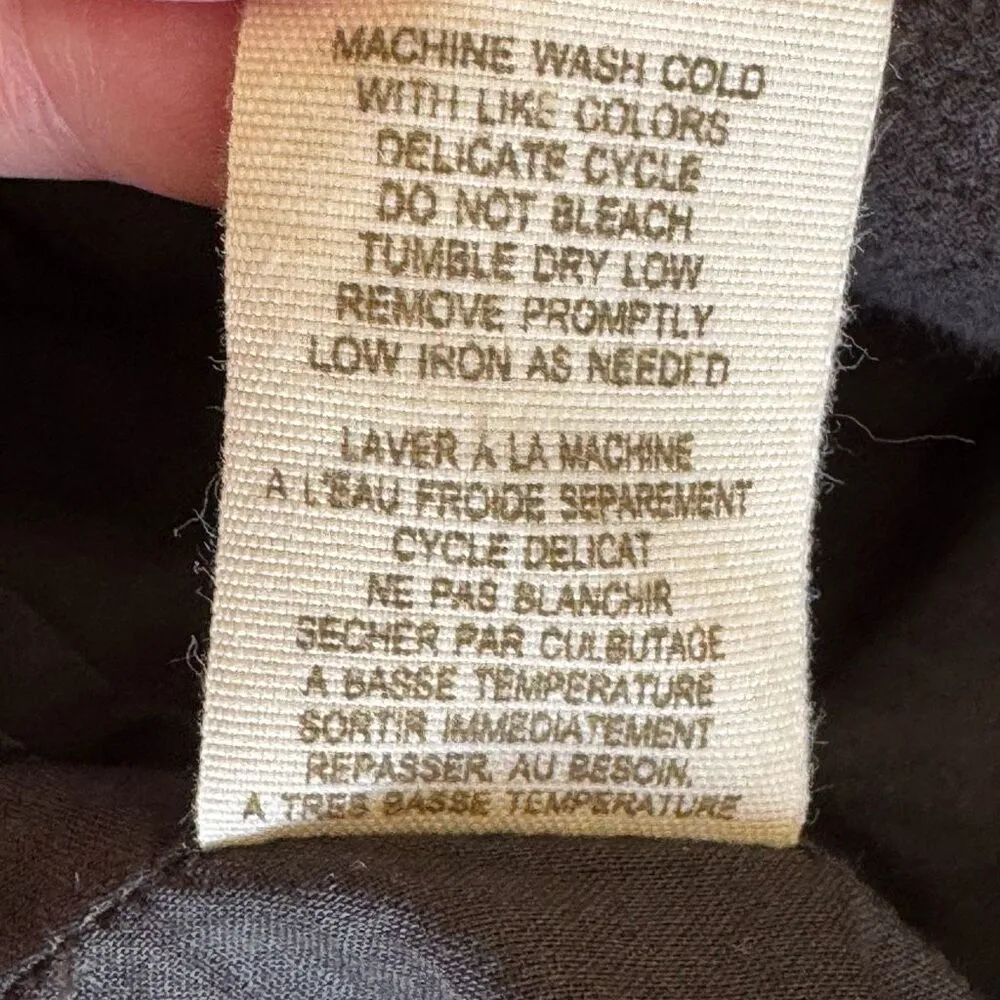 MACHINE WASH COLD
WITH LIKE COLORS
DELICATE CYCLE
DO NOT BLEACH
TUMBLE DRY LOW
REMOVE PROMPTLY
LOW IRON AS NEEDED
LAVER A LA MACHINE
A L'EAU FROIDE SEPAREMENT
CYCLE DELICAT
NE PAS BLANCHIR
SECHER PAR CULBUTAGE
A BASSE TEMPERATURE
SORTIR IMMEDIATEMENT
REPASSER, AU BESOIN,
A TRES BASSE TEMPERATURE